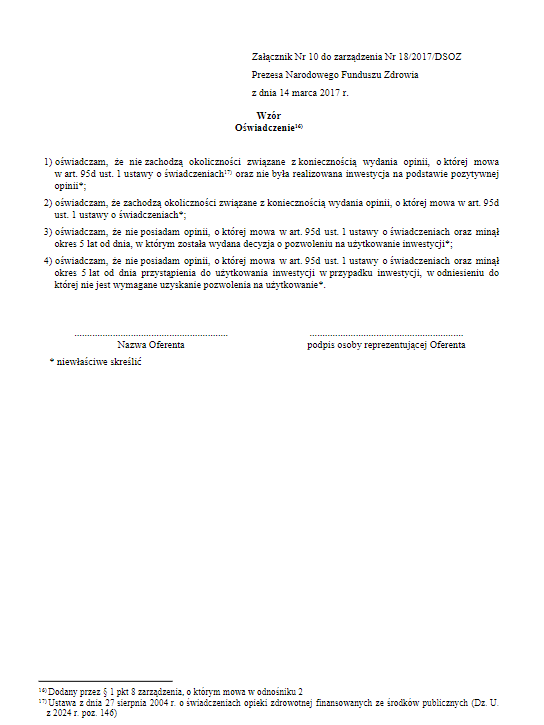 Załącznik Nr 10 do zarządzenia Nr 18/2017/DSOZ
Prezesa Narodowego Funduszu Zdrowia
z dnia 14 marca 2017 r.
Wzór
Oświadczenie¹⁶⁾
1) oświadczam, że nie zachodzą okoliczności związane z koniecznością wydania opinii, o której mowa
w art. 95d ust. 1 ustawy o świadczeniach¹⁷⁾ oraz nie była realizowana inwestycja na podstawie pozytywnej
opinii*;
2) oświadczam, że zachodzą okoliczności związane z koniecznością wydania opinii, o której mowa w art. 95d
ust. 1 ustawy o świadczeniach*;
3) oświadczam, że nie posiadam opinii, o której mowa w art. 95d ust. 1 ustawy o świadczeniach oraz minął
okres 5 lat od dnia, w którym została wydana decyzja o pozwoleniu na użytkowanie inwestycji*;
4) oświadczam, że nie posiadam opinii, o której mowa w art. 95d ust. 1 ustawy o świadczeniach oraz minął
okres 5 lat od dnia przystąpienia do użytkowania inwestycji w przypadku inwestycji, w odniesieniu do
której nie jest wymagane uzyskanie pozwolenia na użytkowanie*.
.............................................................. ..............................................................
Nazwa Oferenta podpis osoby reprezentującej Oferenta
* niewłaściwe skreślić
¹⁶⁾ Dodany przez § 1 pkt 8 zarządzenia, o którym mowa w odnośniku 2
¹⁷⁾ Ustawa z dnia 27 sierpnia 2004 r. o świadczeniach opieki zdrowotnej finansowanych ze środków publicznych (Dz. U.
z 2024 r. poz. 146)